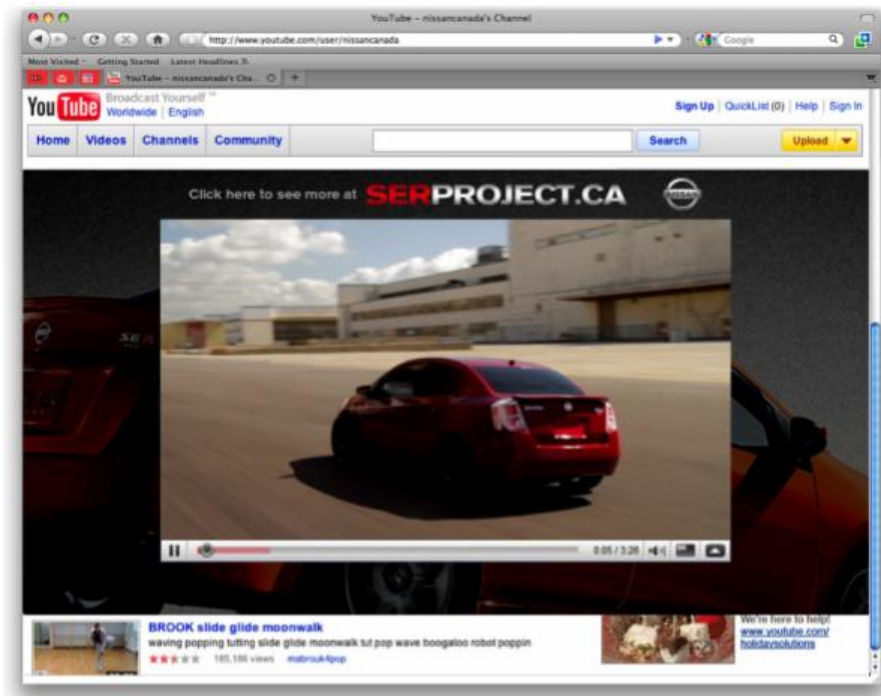 YouTube – nissancanada's Channel
http://www.youtube.com/user/nissancanada
Google
Most Visited Getting Started Latest Headlines
YouTube – nissancanada's Cha...
YouTube Broadcast Yourself ™
Worldwide | English
Sign Up | QuickList (0) | Help | Sign In
Home Videos Channels Community Search Upload
Click here to see more at SERPROJECT.CA NISSAN
SE-R
0:05 / 3:26
BROOK slide glide moonwalk
waving popping tutting slide glide moonwalk tut pop wave boogaloo robot poppin
185,186 views mabrouk4pop
We're here to help!
www.youtube.com/
holidaysolutions